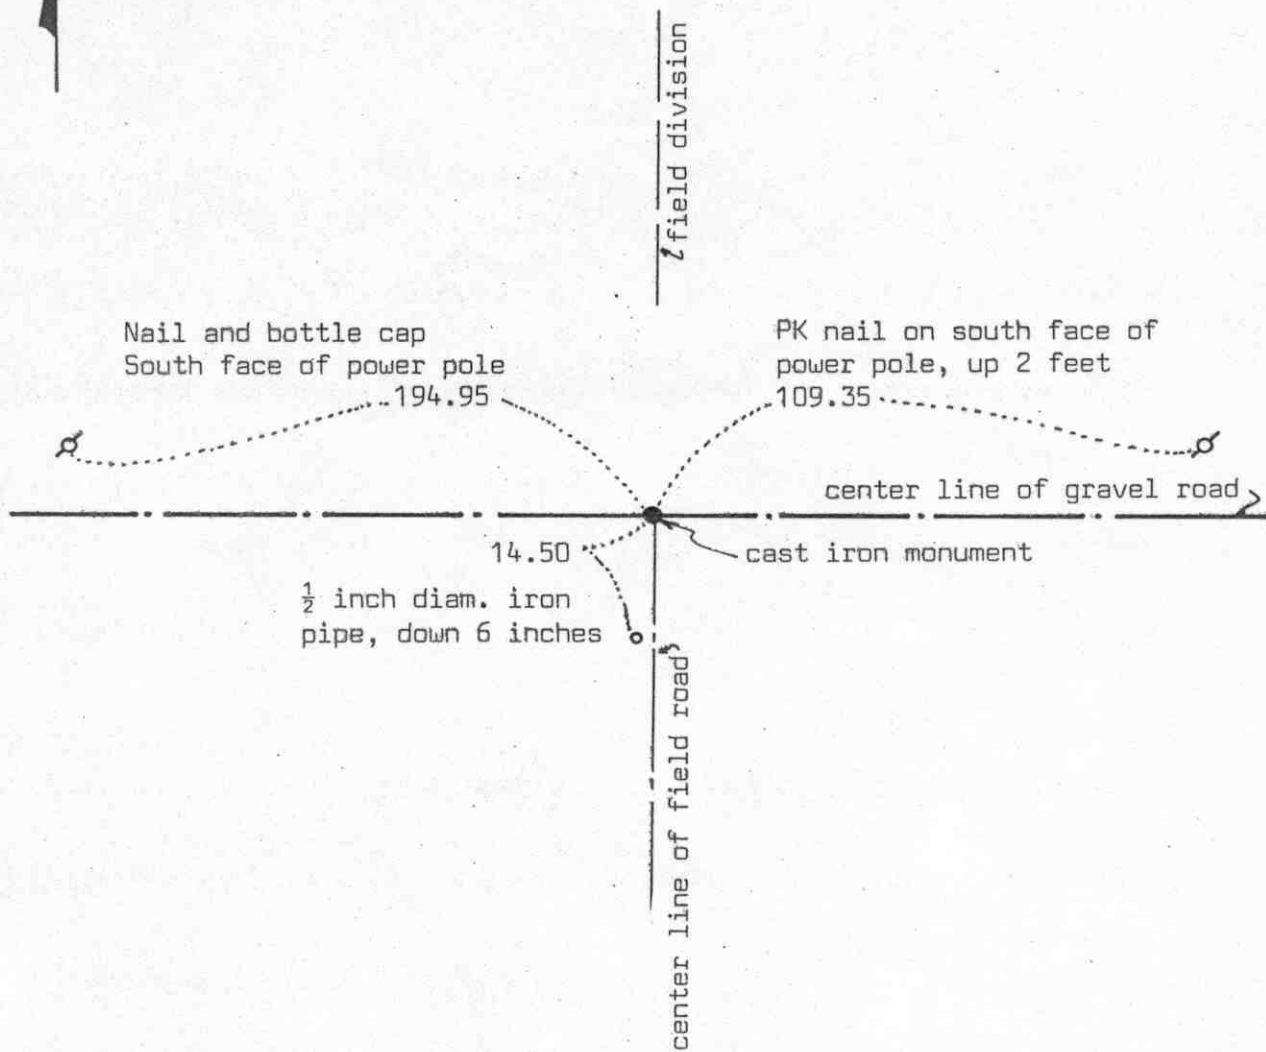 field division
Nail and bottle cap
South face of power pole
194.95
PK nail on south face of
power pole, up 2 feet
109.35
center line of gravel road
14.50
cast iron monument
½ inch diam. iron
pipe, down 6 inches
center line of field road